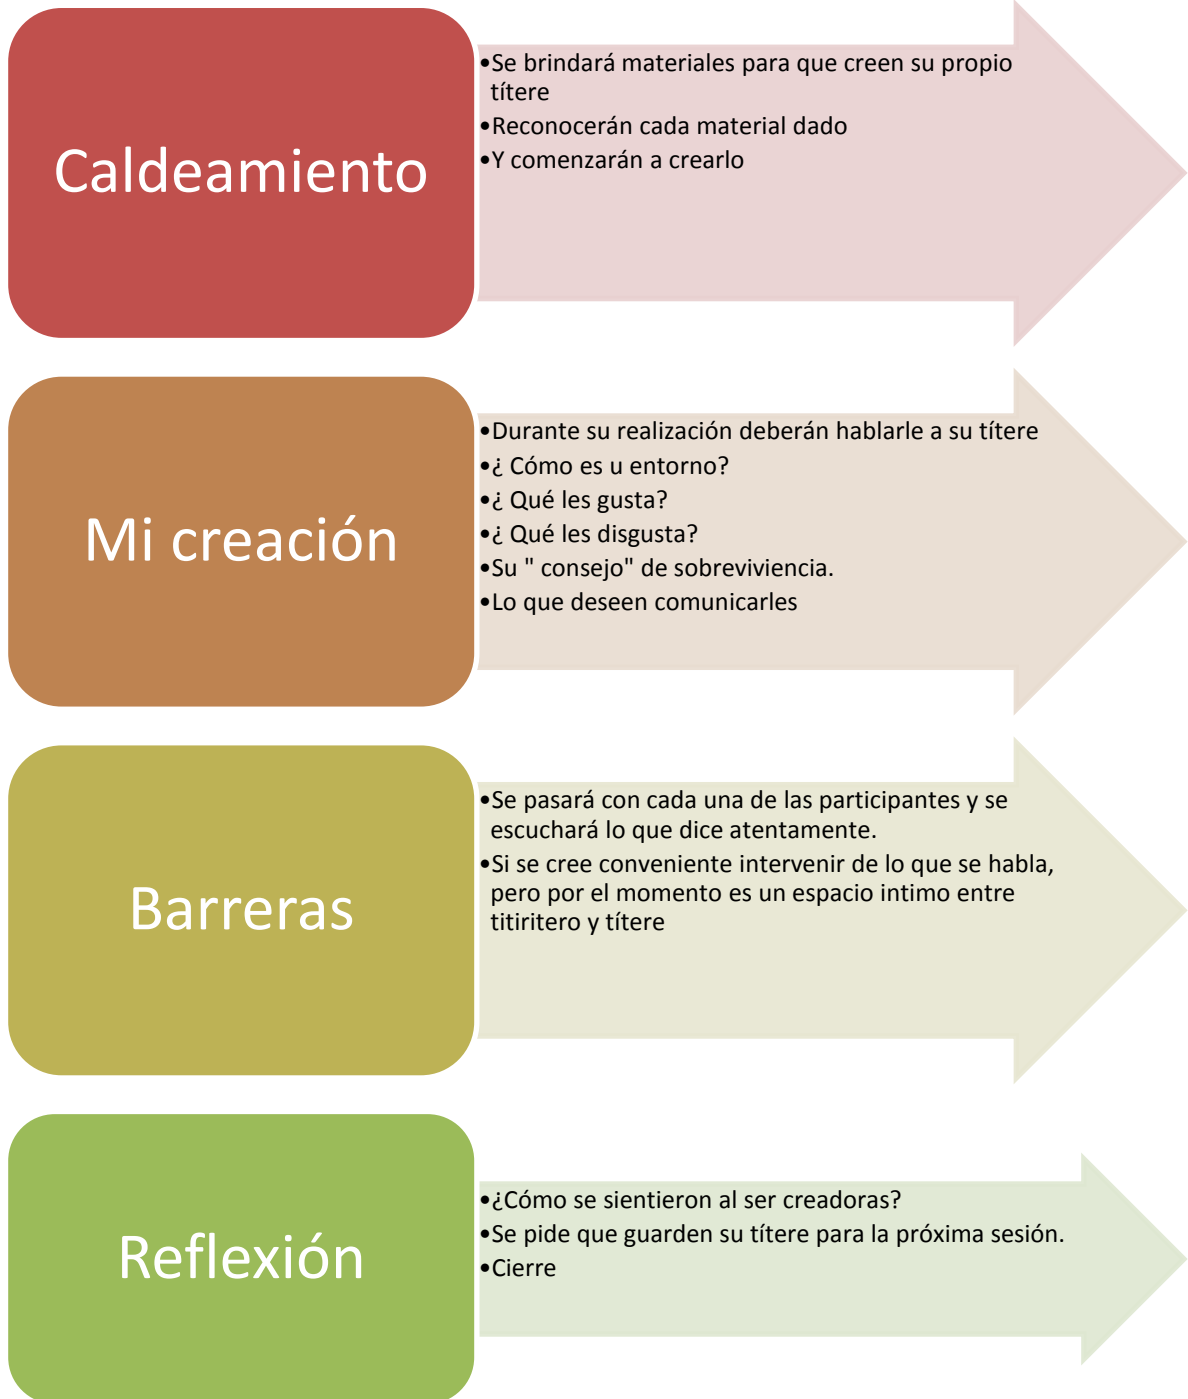 Caldeamiento
•Se brindará materiales para que creen su propio
títere
•Reconocerán cada material dado
•Y comenzarán a crearlo
Mi creación
•Durante su realización deberán hablarle a su títere
•¿ Cómo es u entorno?
•¿ Qué les gusta?
•¿ Qué les disgusta?
•Su " consejo" de sobreviviencia.
•Lo que deseen comunicarles
Barreras
•Se pasará con cada una de las participantes y se
escuchará lo que dice atentamente.
•Si se cree conveniente intervenir de lo que se habla,
pero por el momento es un espacio intimo entre
titiritero y títere
Reflexión
•¿Cómo se sientieron al ser creadoras?
•Se pide que guarden su títere para la próxima sesión.
•Cierre